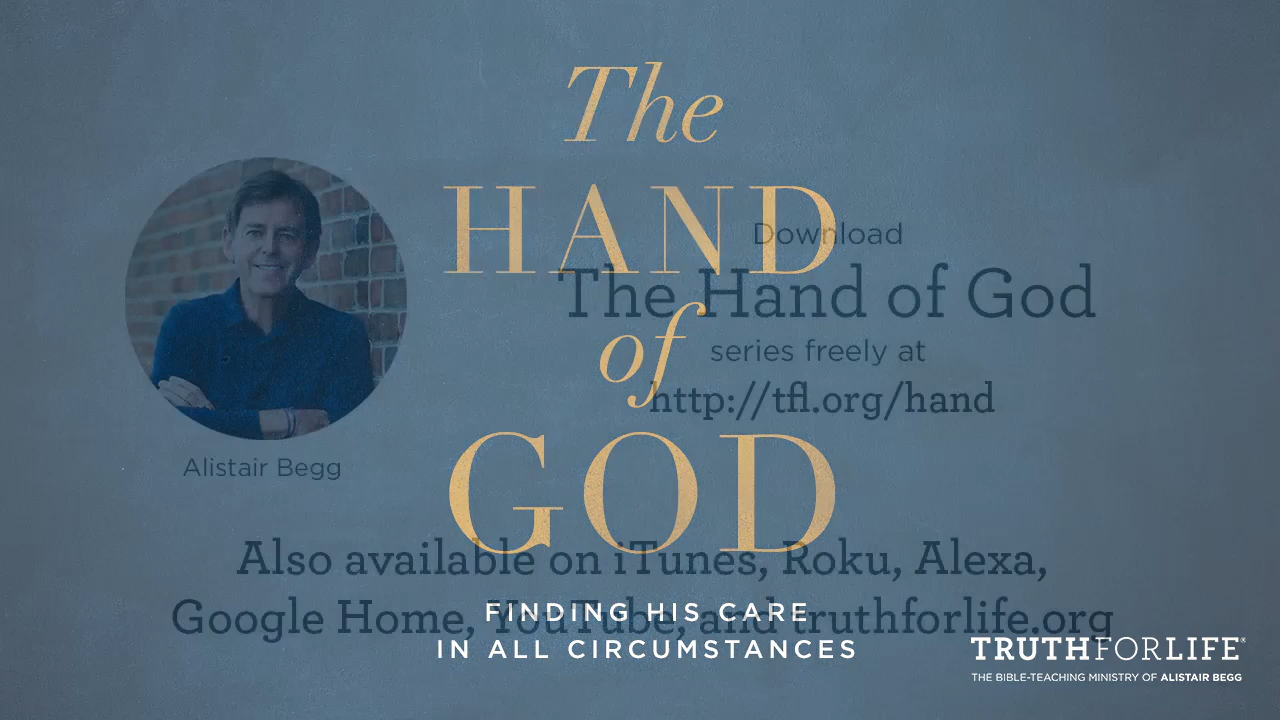 The
HAND
of
GOD
FINDING HIS CARE
IN ALL CIRCUMSTANCES
Download
The Hand of God
series freely at
http://tfl.org/hand
Alistair Begg
Also available on iTunes, Roku, Alexa,
Google Home, YouTube, and truthforlife.org
TRUTHFORLIFE®
THE BIBLE-TEACHING MINISTRY OF ALISTAIR BEGG